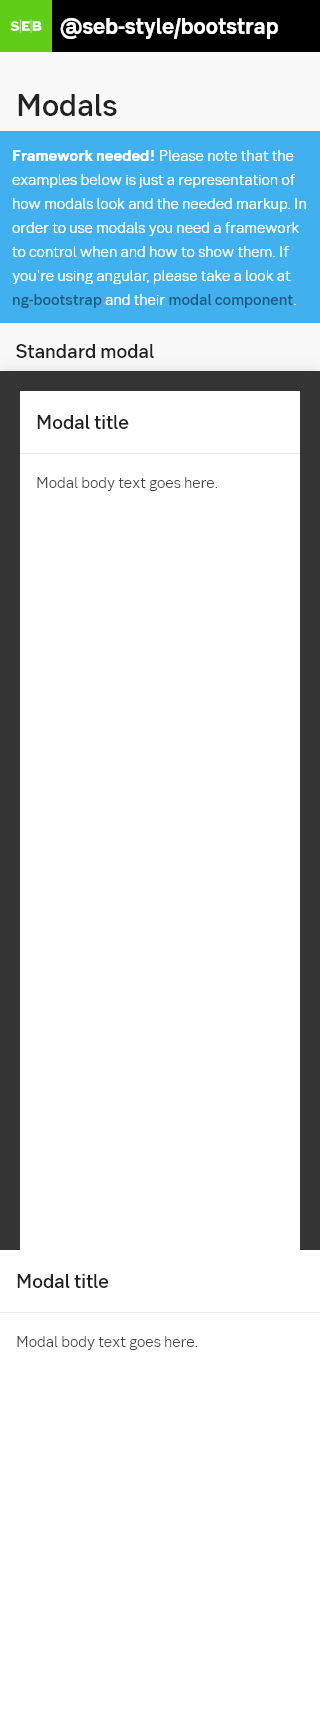 SEB @seb-style/bootstrap
Modals
Framework needed! Please note that the
examples below is just a representation of
how modals look and the needed markup. In
order to use modals you need a framework
to control when and how to show them. If
you're using angular, please take a look at
ng-bootstrap and their modal component.
Standard modal
Modal title
Modal body text goes here.
Modal title
Modal body text goes here.